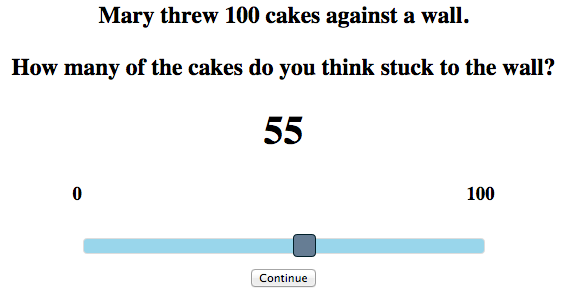 Mary threw 100 cakes against a wall.
How many of the cakes do you think stuck to the wall?
55
0 100
Continue